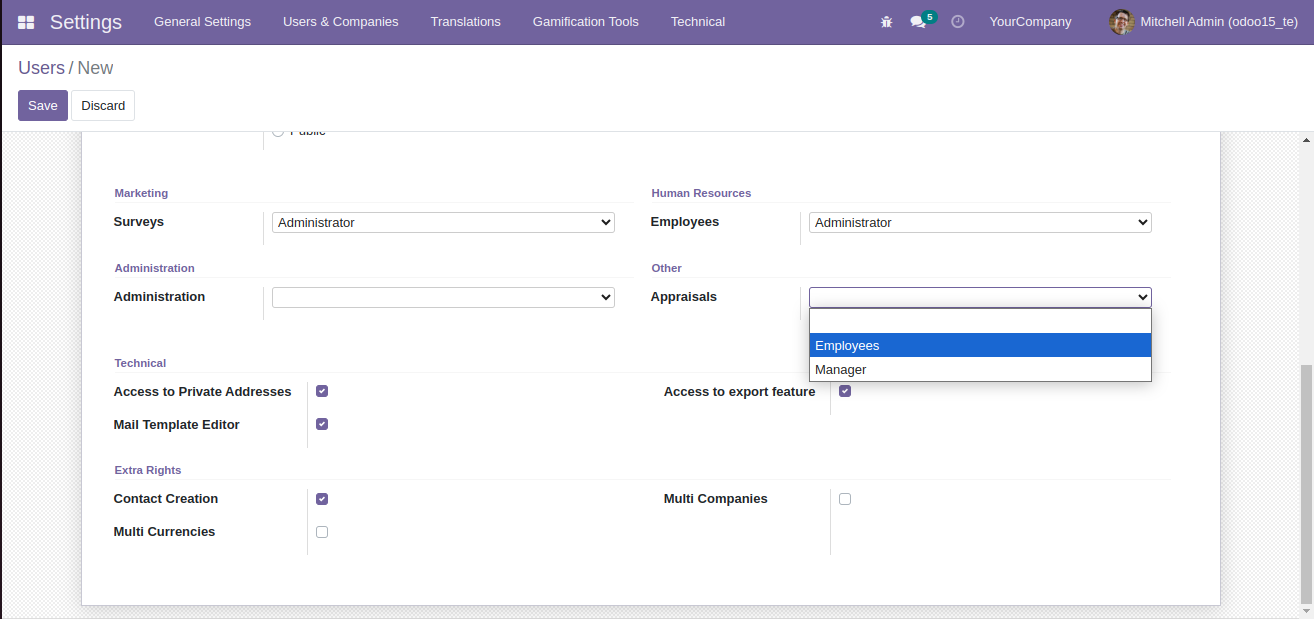 Settings General Settings Users & Companies Translations Gamification Tools Technical 5 YourCompany Mitchell Admin (odoo15_te)
Users / New
Save Discard
Public
Marketing Human Resources
Surveys Administrator Employees Administrator
Administration Other
Administration Appraisals
Employees
Manager
Technical
Access to Private Addresses Access to export feature
Mail Template Editor
Extra Rights
Contact Creation Multi Companies
Multi Currencies